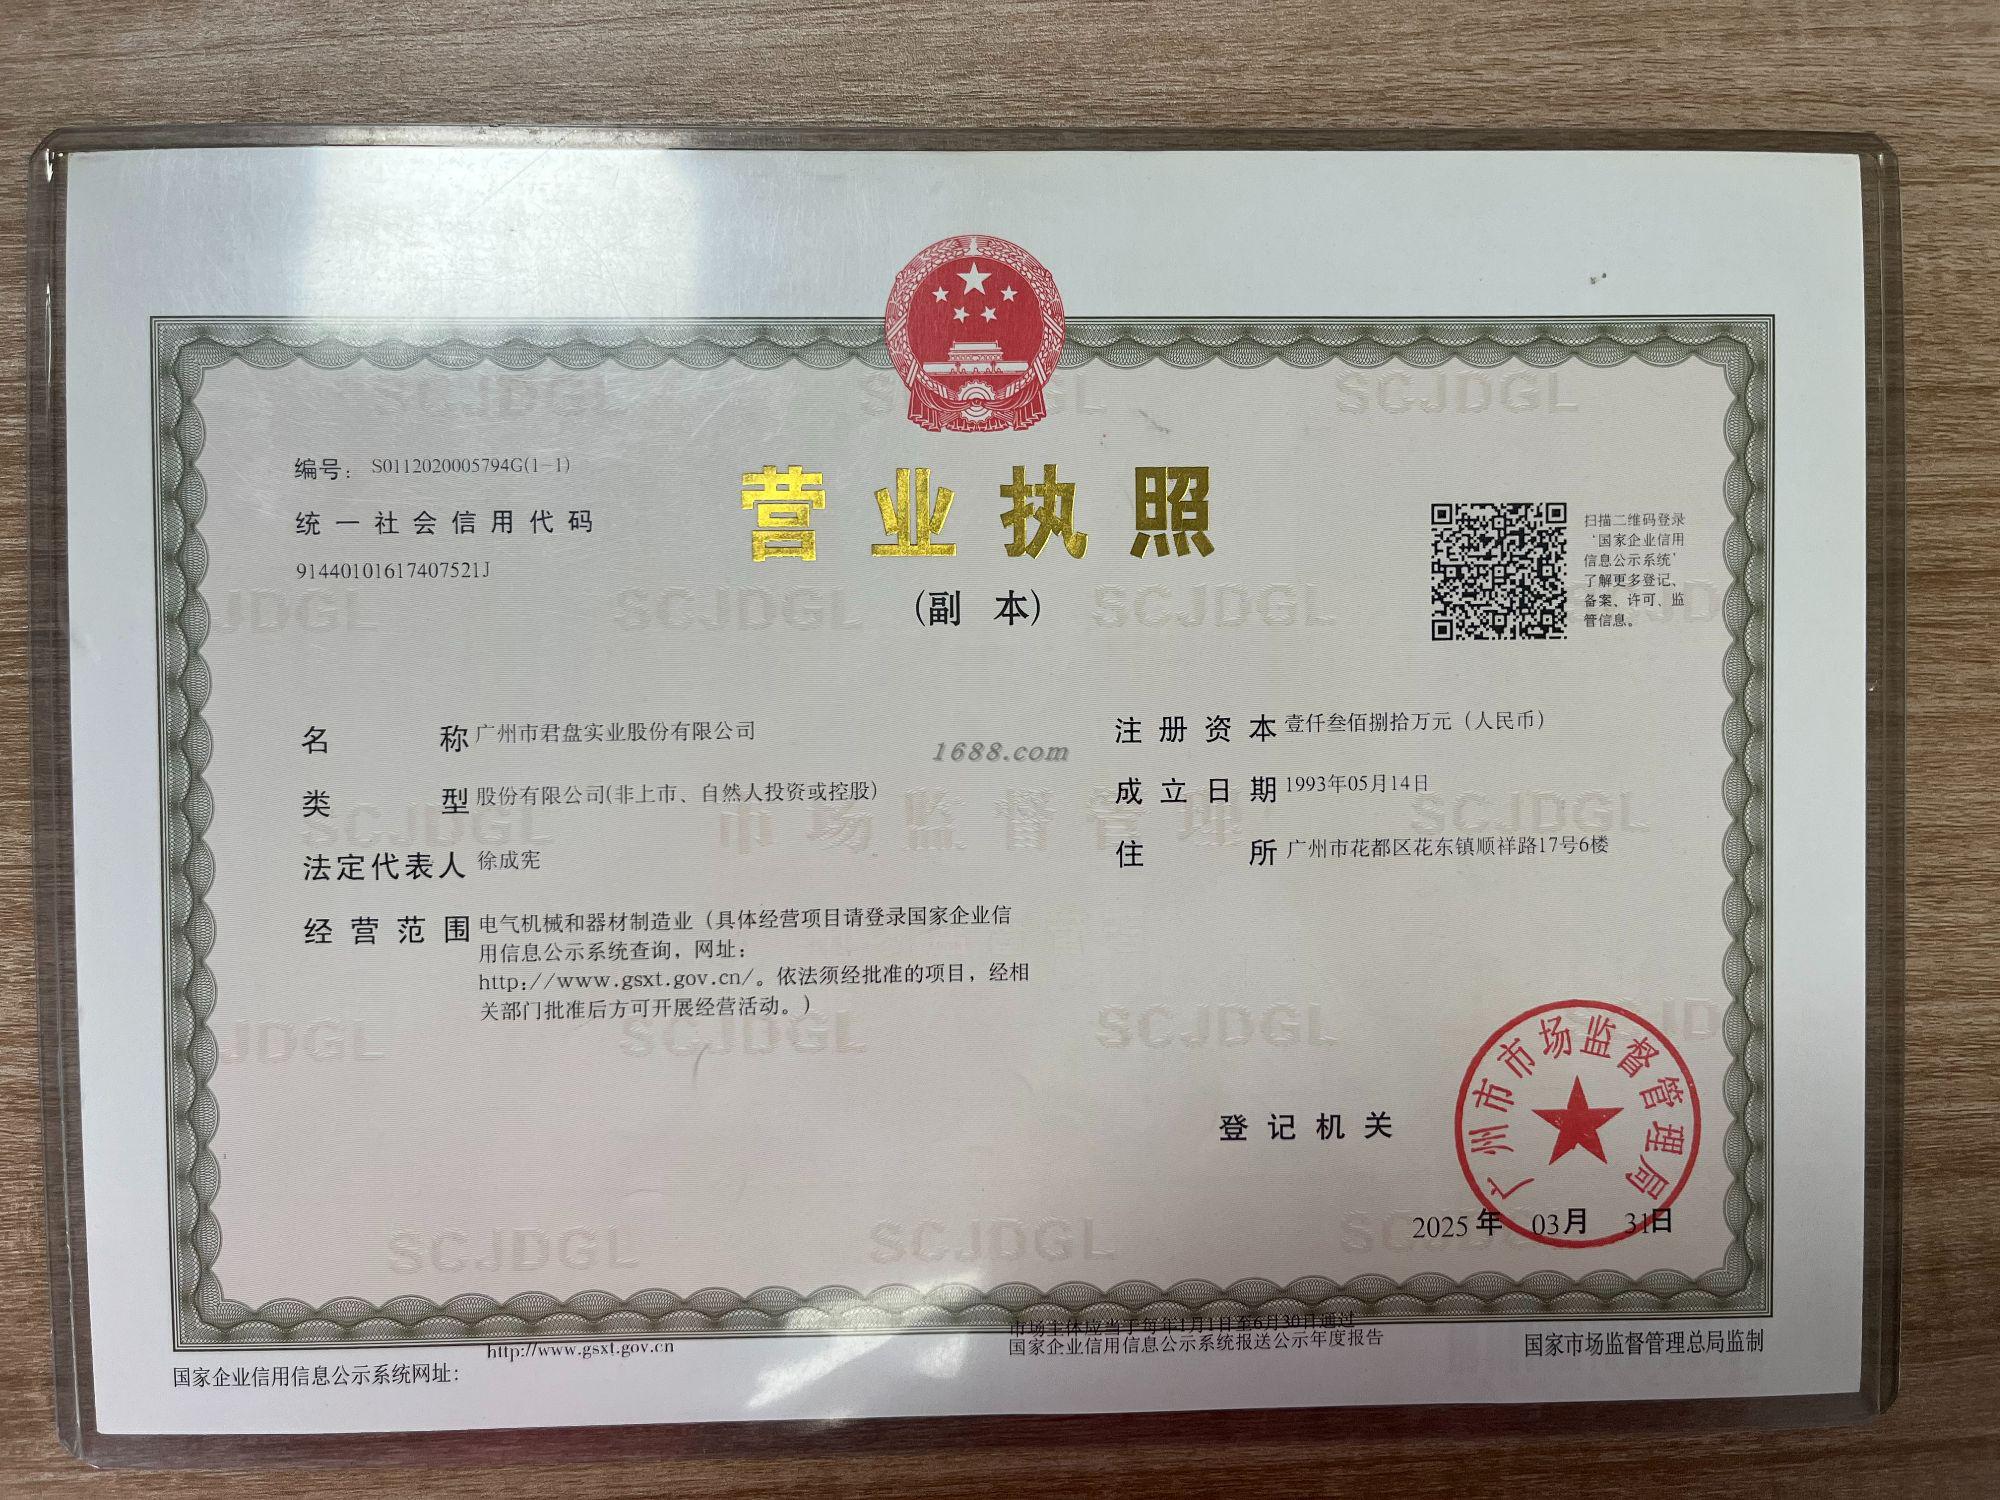 编号： S0112020005794G(1-1)
统一社会信用代码
91440101617407521J
营业执照
(副 本)
扫描二维码登录
‘国家企业信用
信息公示系统’
了解更多登记、
备案、许可、监
管信息。
名 称 广州市君盘实业股份有限公司
类 型 股份有限公司(非上市、自然人投资或控股)
法定代表人 徐成宪
经营范围 电气机械和器材制造业（具体经营项目请登录国家企业信
用信息公示系统查询，网址：
http://www.gsxt.gov.cn/。依法须经批准的项目，经相
关部门批准后方可开展经营活动。）
1688.com
注册资本 壹仟叁佰捌拾万元（人民币）
成立日期 1993年05月14日
住 所 广州市花都区花东镇顺祥路17号6楼
市场监督管理
SCJDGL
登记机关
广州市市场监督管理局
2025 年 03月 31日
国家企业信用信息公示系统网址：
http://www.gsxt.gov.cn
市场主体应当于每年1月1日至6月30日通过
国家企业信用信息公示系统报送公示年度报告
国家市场监督管理总局监制